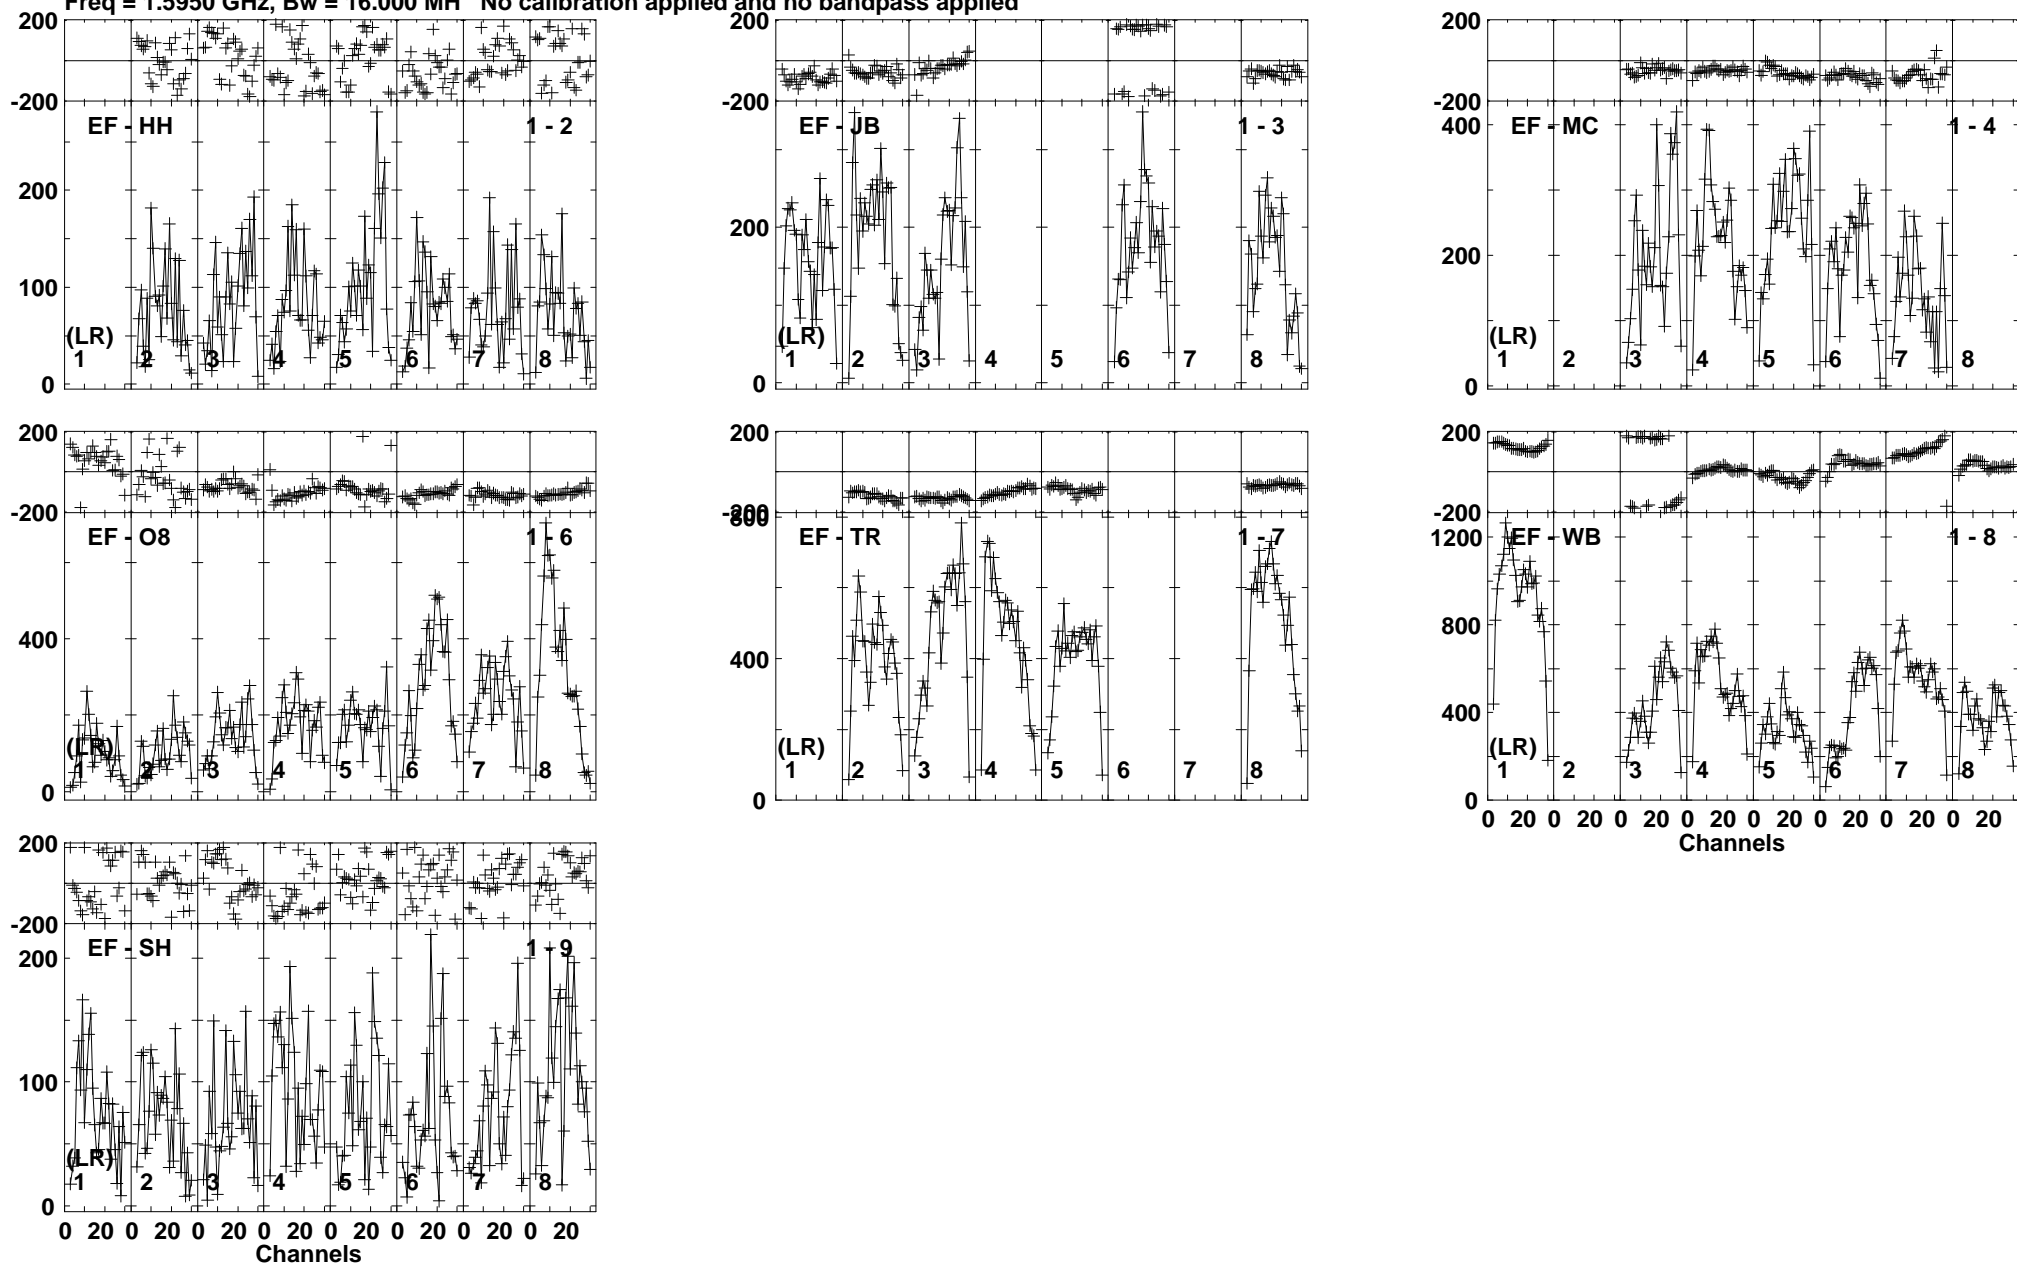 Freq = 1.5950 GHz, Bw = 16.000 MH No calibration applied and no bandpass applied
200
-200
EF - HH 1 - 2
200
100
0
(LR)
1 2 3 4 5 6 7 8
200
-200
EF - JB 1 - 3
200
0
(LR)
1 2 3 4 5 6 7 8
200
-200
EF - MC 1 - 4
400
200
0
(LR)
1 2 3 4 5 6 7 8
200
-200
EF - O8 1 - 6
400
0
(LR)
1 2 3 4 5 6 7 8
200
-200
800
EF - TR 1 - 7
400
0
(LR)
1 2 3 4 5 6 7 8
200
-200
EF - WB 1 - 8
1200
800
400
0
(LR)
1 2 3 4 5 6 7 8
0 20 0 20 0 20 0 20 0 20 0 20 0 20 0 20
Channels
200
-200
EF - SH 1 - 9
200
100
0
(LR)
1 2 3 4 5 6 7 8
0 20 0 20 0 20 0 20 0 20 0 20 0 20 0 20
Channels